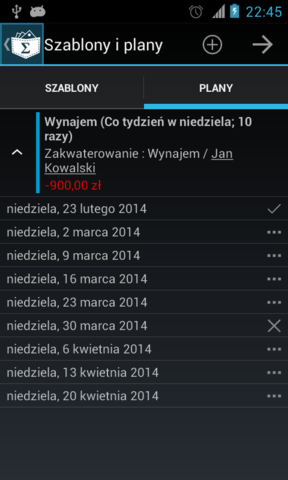 22:45
Szablony i plany
SZABLONY
PLANY
Wynajem (Co tydzień w niedziela; 10
razy)
Zakwaterowanie : Wynajem / Jan
Kowalski
-900,00 zł
niedziela, 23 lutego 2014
niedziela, 2 marca 2014
niedziela, 9 marca 2014
niedziela, 16 marca 2014
niedziela, 23 marca 2014
niedziela, 30 marca 2014
niedziela, 6 kwietnia 2014
niedziela, 13 kwietnia 2014
niedziela, 20 kwietnia 2014